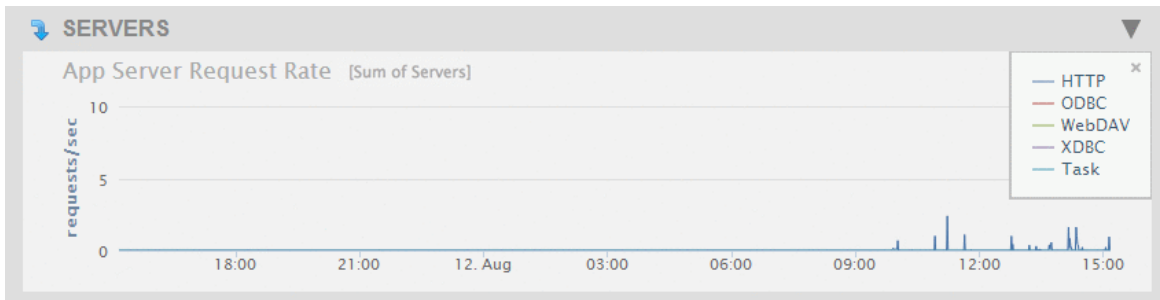 SERVERS
App Server Request Rate [Sum of Servers]
HTTP
ODBC
WebDAV
XDBC
Task
requests/sec
10
5
0
18:00 21:00 12. Aug 03:00 06:00 09:00 12:00 15:00